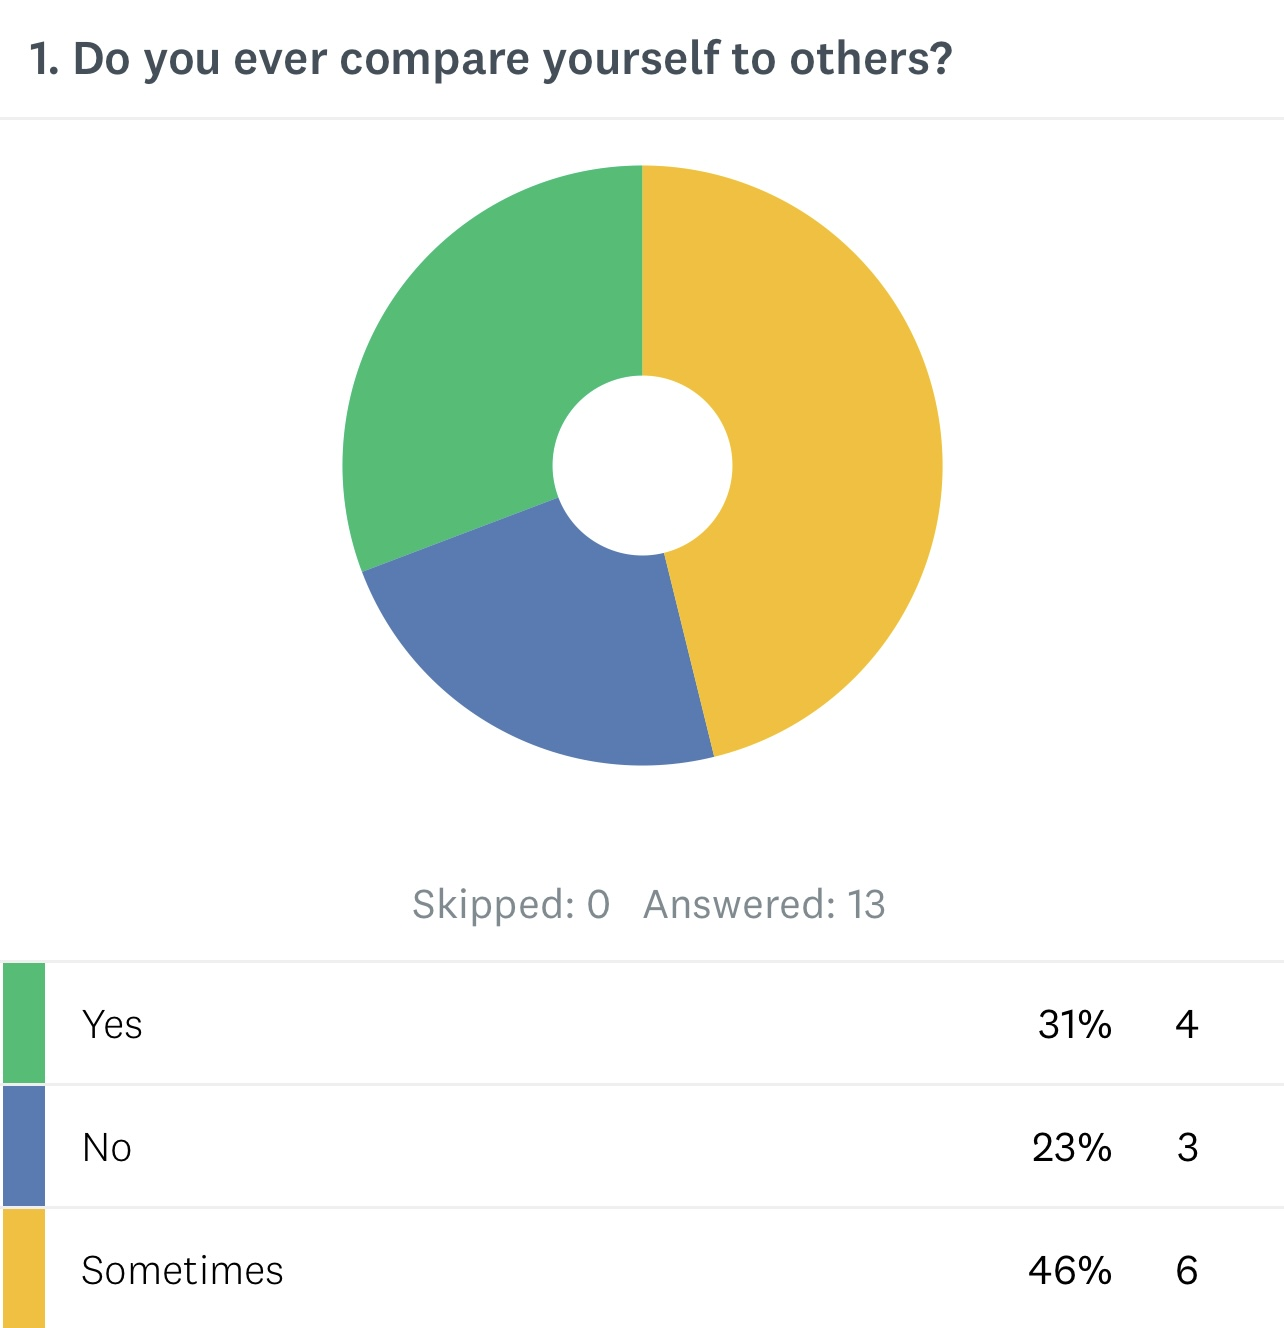 1. Do you ever compare yourself to others?
Skipped: 0 Answered: 13
Yes 31% 4
No 23% 3
Sometimes 46% 6